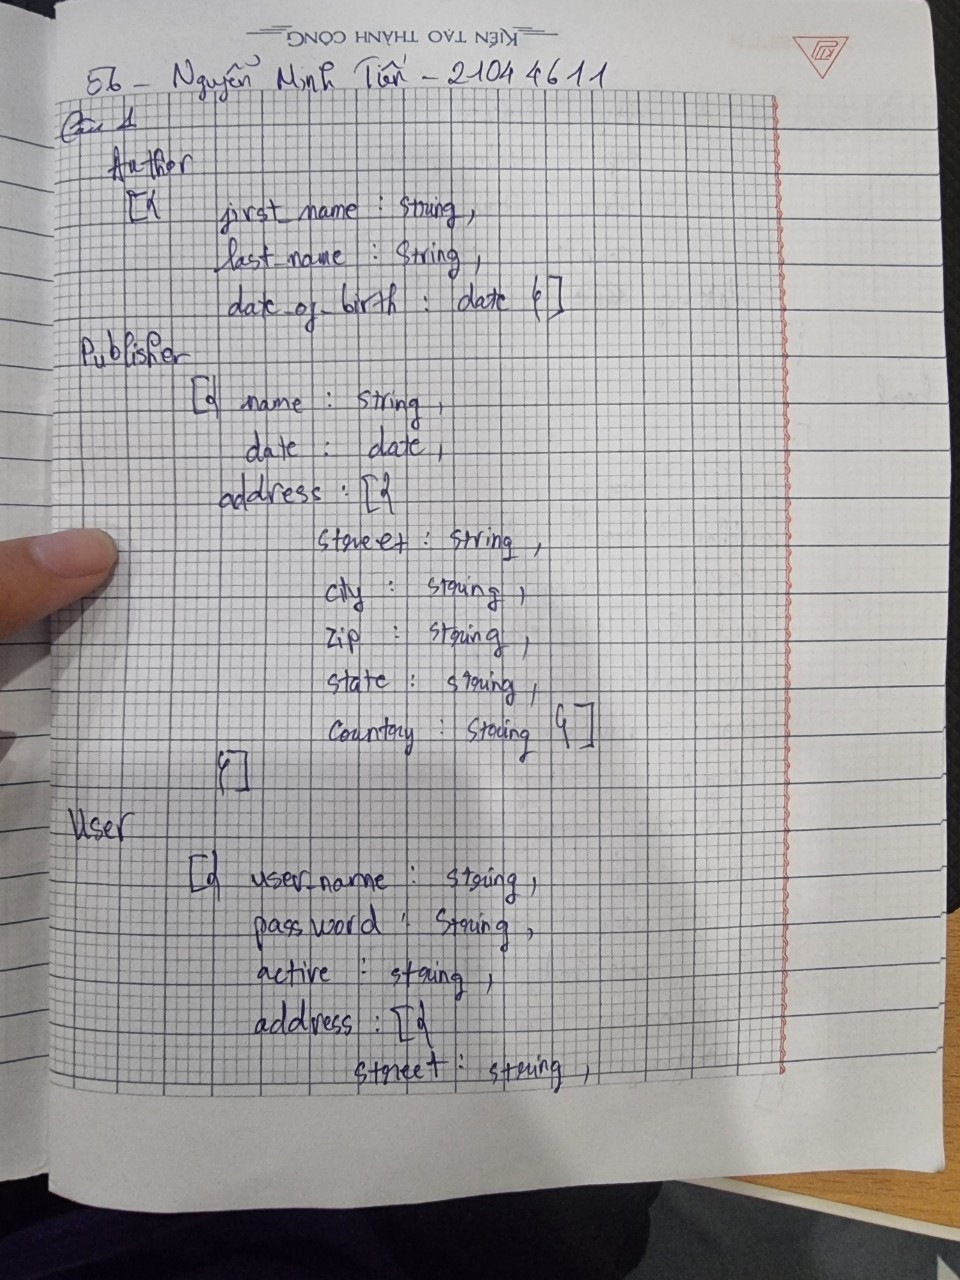 KIẾN TẠO THÀNH CÔNG
56 - Nguyễn Minh Tiến - 21044611
Câu 1
Author
[{ first_name : String,
last_name : String,
date_of_birth : date }]
Publisher
[{ name : String,
date : date,
address : [{
street : string,
city : string,
zip : string,
state : string,
Country : String }]
}]
User
[{ user_name : string,
password : String,
active : string,
address : [{
street : string,